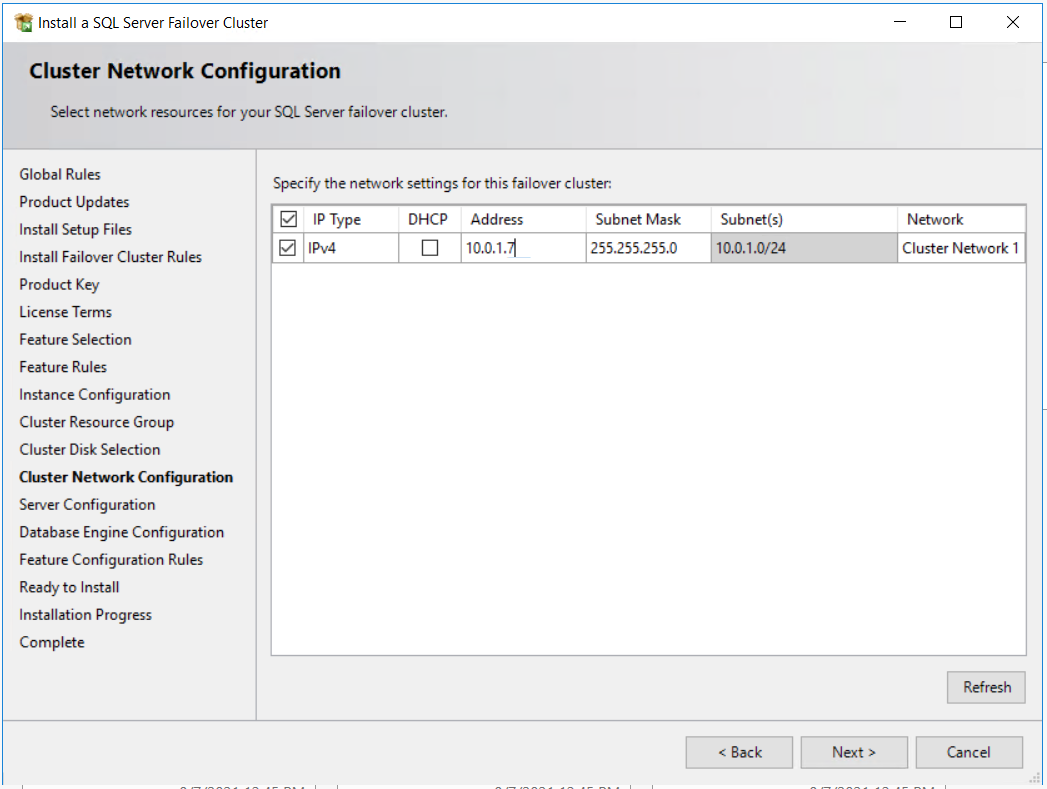 Install a SQL Server Failover Cluster
Cluster Network Configuration
Select network resources for your SQL Server failover cluster.
Global Rules
Product Updates
Install Setup Files
Install Failover Cluster Rules
Product Key
License Terms
Feature Selection
Feature Rules
Instance Configuration
Cluster Resource Group
Cluster Disk Selection
Cluster Network Configuration
Server Configuration
Database Engine Configuration
Feature Configuration Rules
Ready to Install
Installation Progress
Complete
Specify the network settings for this failover cluster:
IP Type DHCP Address Subnet Mask Subnet(s) Network
IPv4 10.0.1.7 255.255.255.0 10.0.1.0/24 Cluster Network 1
Refresh
< Back Next > Cancel